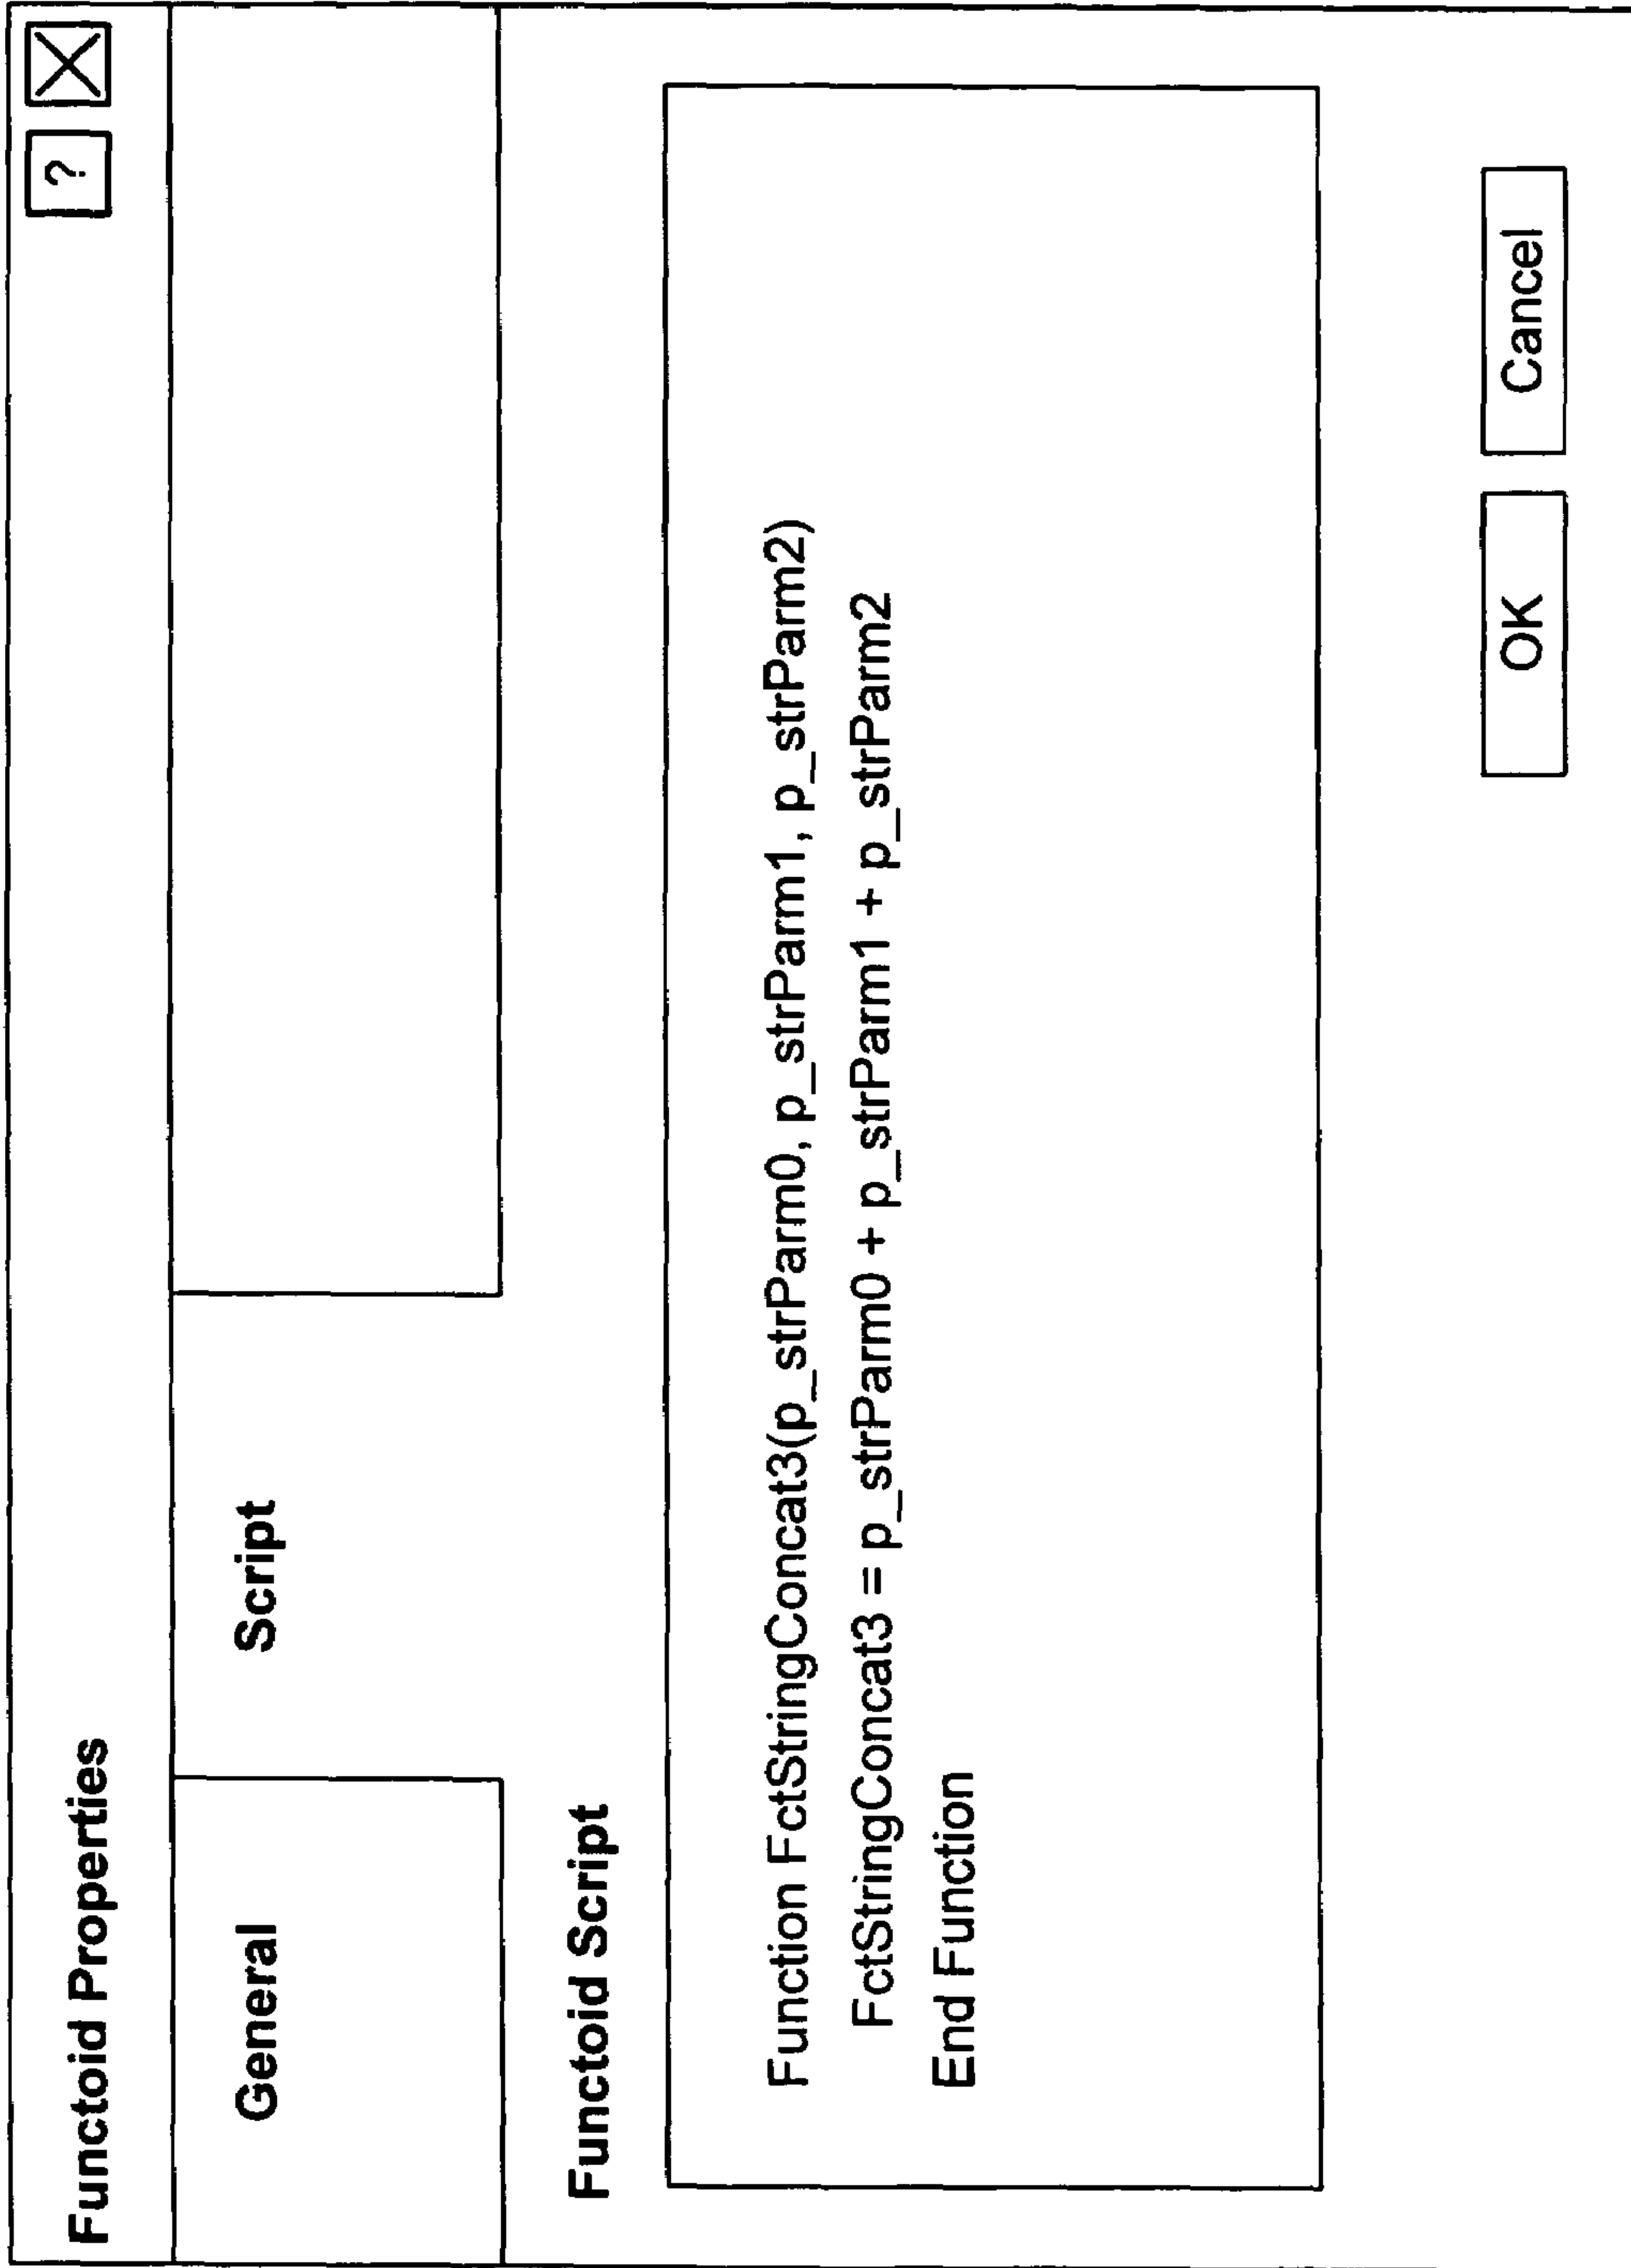 Functoid Properties
?
General
Script
Functoid Script
Function FctStringConcat3(p_strParm0, p_strParm1, p_strParm2)
FctStringConcat3 = p_strParm0 + p_strParm1 + p_strParm2
End Function
OK
Cancel